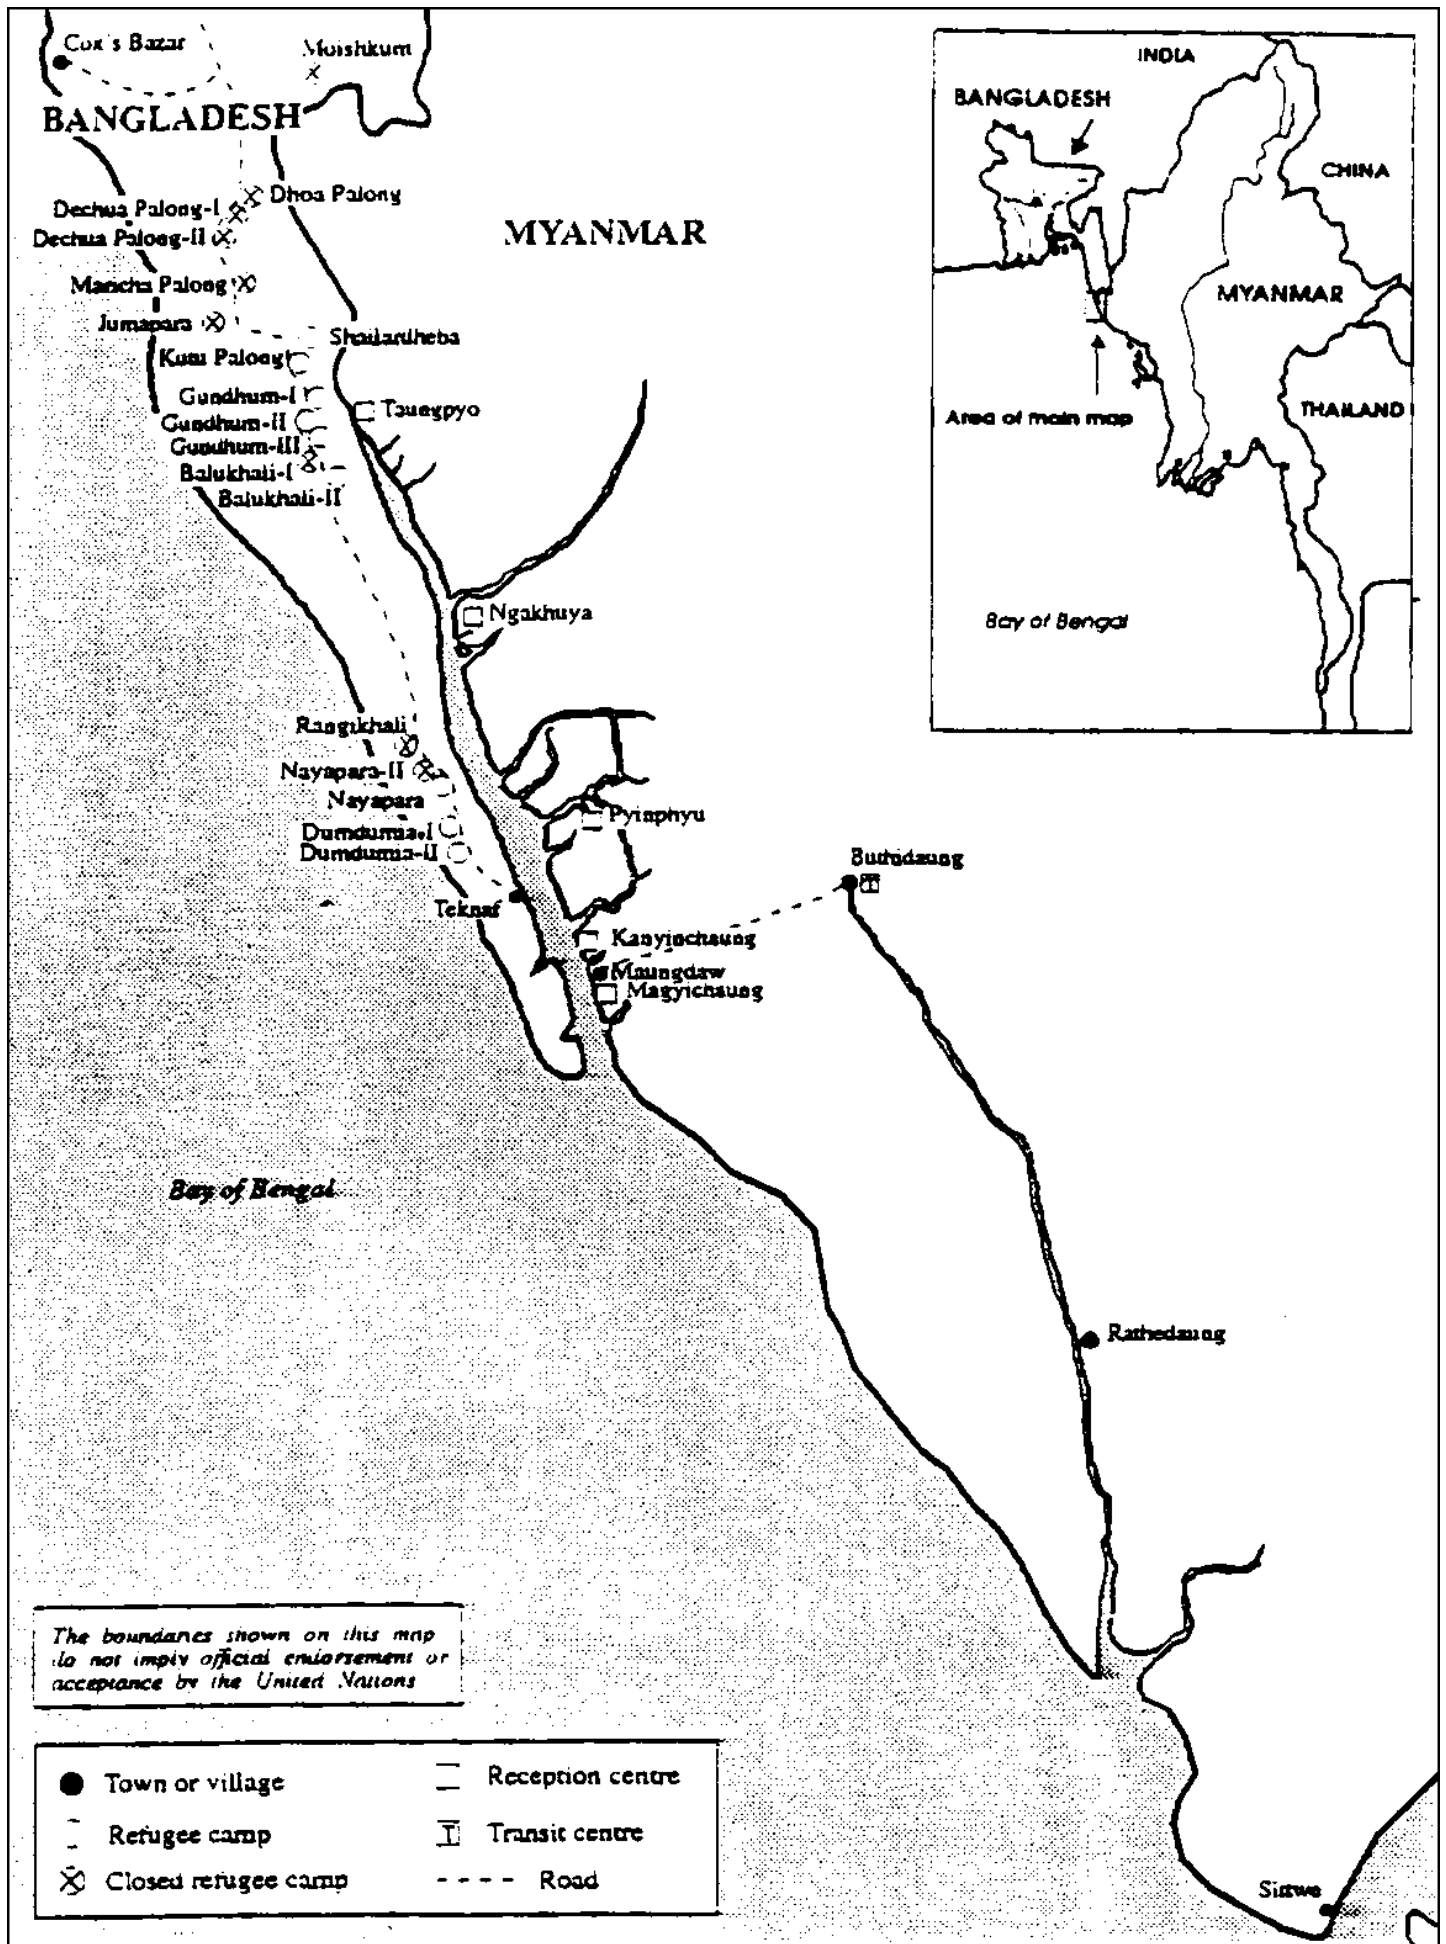 Cox's Bazar
Moishkum
BANGLADESH
Dhoa Palong
Dechua Palong-I
Dechua Palong-II
MYANMAR
Maricha Palong
Jumapara
Kutu Palong
Gundhum-I
Taungpyo
Gundhum-II
Gundhum-III
Balukhali-I
Balukhali-II
Ngakhuya
Rangikhali
Nayapara-II
Nayapara
Pyinphyu
Dumdumia-I
Dumdumia-II
Buthidaung
Teknaf
Kanyinchaung
Maungdaw
Magyichaung
Bay of Bengal
Rathedaung
Sittwe
INDIA
BANGLADESH
CHINA
MYANMAR
THAILAND
Area of main map
Bay of Bengal
The boundaries shown on this map
do not imply official endorsement or
acceptance by the United Nations
Town or village
Reception centre
Refugee camp
T
Transit centre
Closed refugee camp
Road